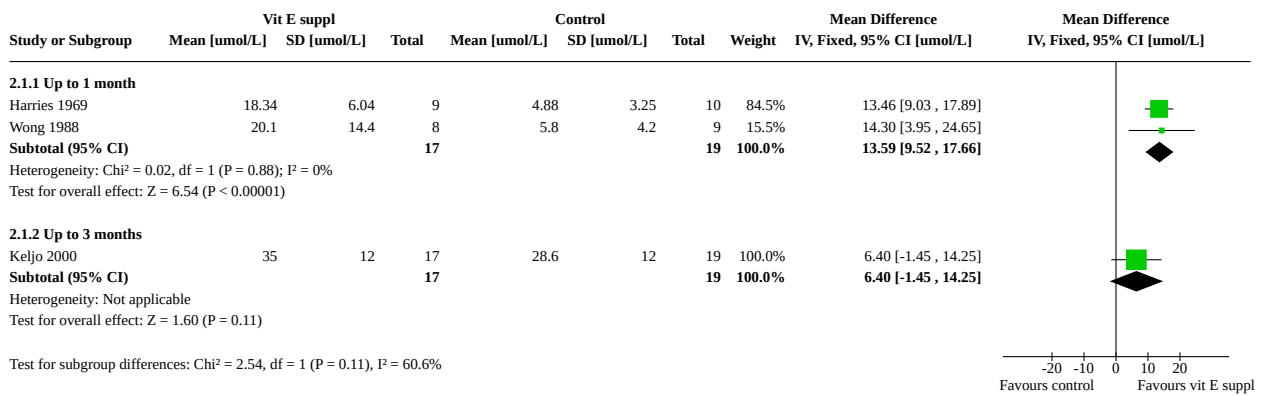 Vit E suppl Control Mean Difference Mean Difference
Study or Subgroup Mean [umol/L] SD [umol/L] Total Mean [umol/L] SD [umol/L] Total Weight IV, Fixed, 95% CI [umol/L] IV, Fixed, 95% CI [umol/L]
2.1.1 Up to 1 month
Harries 1969 18.34 6.04 9 4.88 3.25 10 84.5% 13.46 [9.03 , 17.89]
Wong 1988 20.1 14.4 8 5.8 4.2 9 15.5% 14.30 [3.95 , 24.65]
Subtotal (95% CI) 17 19 100.0% 13.59 [9.52 , 17.66]
Heterogeneity: Chi² = 0.02, df = 1 (P = 0.88); I² = 0%
Test for overall effect: Z = 6.54 (P < 0.00001)
2.1.2 Up to 3 months
Keljo 2000 35 12 17 28.6 12 19 100.0% 6.40 [-1.45 , 14.25]
Subtotal (95% CI) 17 19 100.0% 6.40 [-1.45 , 14.25]
Heterogeneity: Not applicable
Test for overall effect: Z = 1.60 (P = 0.11)
Test for subgroup differences: Chi² = 2.54, df = 1 (P = 0.11), I² = 60.6%
-20 -10 0 10 20
Favours control Favours vit E suppl